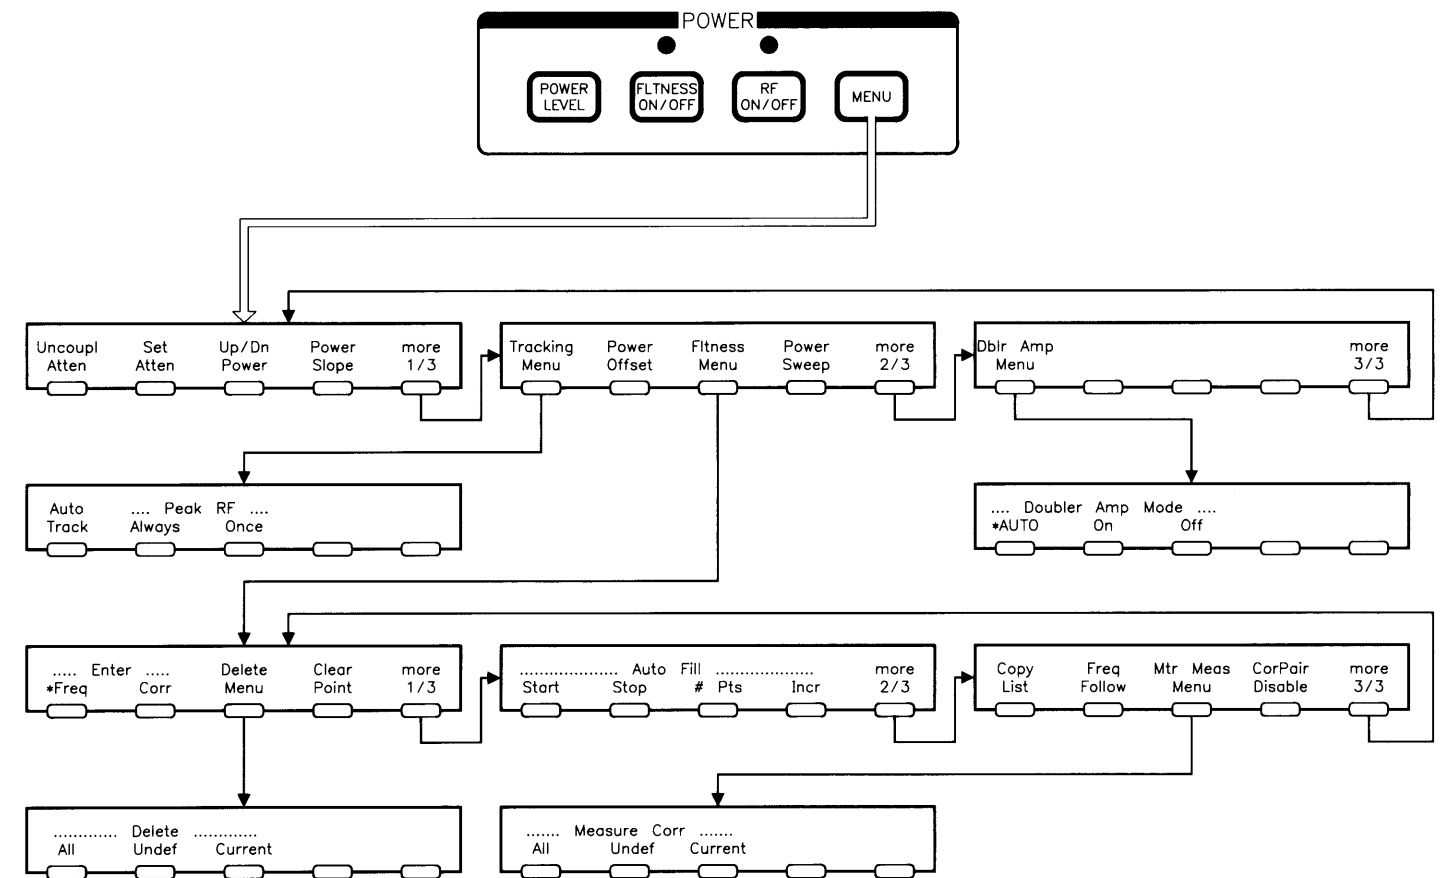 POWER
POWER LEVEL
FLTNESS ON/OFF
RF ON/OFF
MENU
Uncoupl Atten
Set Atten
Up/Dn Power
Power Slope
more 1/3
Tracking Menu
Power Offset
Fltness Menu
Power Sweep
more 2/3
Dblr Amp Menu
more 3/3
Auto Track
.... Peak RF ....
Always Once
.... Doubler Amp Mode ....
*AUTO On Off
..... Enter .....
*Freq Corr
Delete Menu
Clear Point
more 1/3
.................... Auto Fill ....................
Start Stop # Pts Incr
more 2/3
Copy List
Freq Follow
Mtr Meas Menu
CorPair Disable
more 3/3
............. Delete .............
All Undef Current
....... Measure Corr .......
All Undef Current